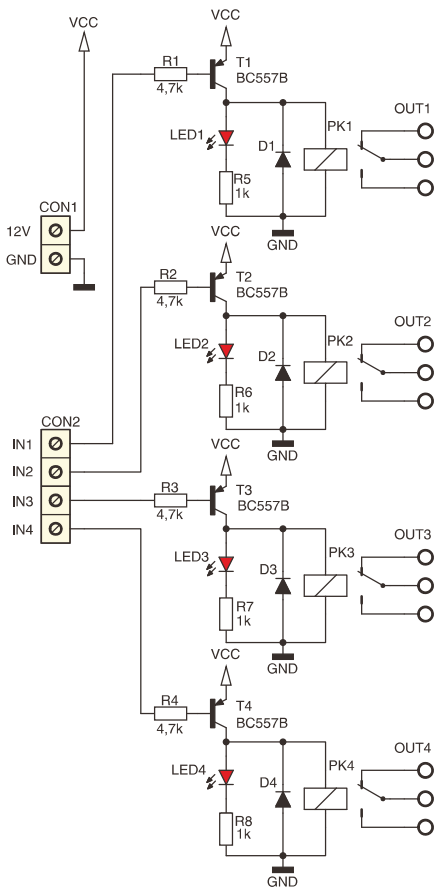 VCC
VCC
R1
4,7k
T1
BC557B
LED1
D1
PK1
OUT1
R5
1k
GND
CON1
12V
GND
VCC
R2
4,7k
T2
BC557B
LED2
D2
PK2
OUT2
R6
1k
GND
CON2
IN1
IN2
IN3
IN4
VCC
R3
4,7k
T3
BC557B
LED3
D3
PK3
OUT3
R7
1k
GND
VCC
R4
4,7k
T4
BC557B
LED4
D4
PK4
OUT4
R8
1k
GND